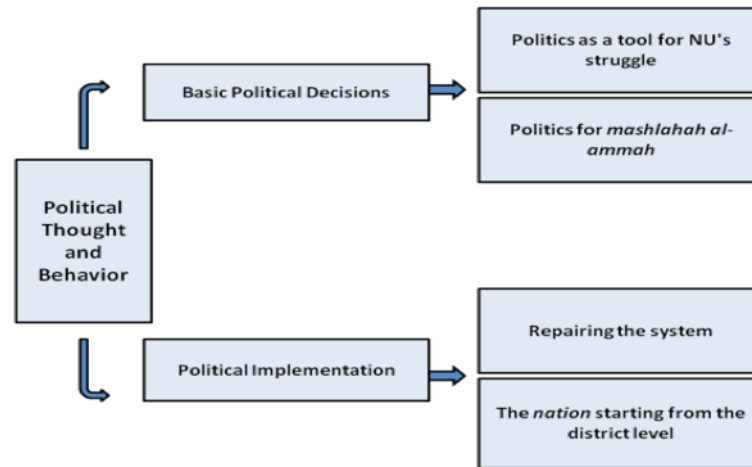 Politics as a tool for NU's
struggle
Basic Political Decisions
Politics for mashlahah al-
ammah
Political
Thought
and
Behavior
Repairing the system
Political Implementation
The nation starting from the
district level